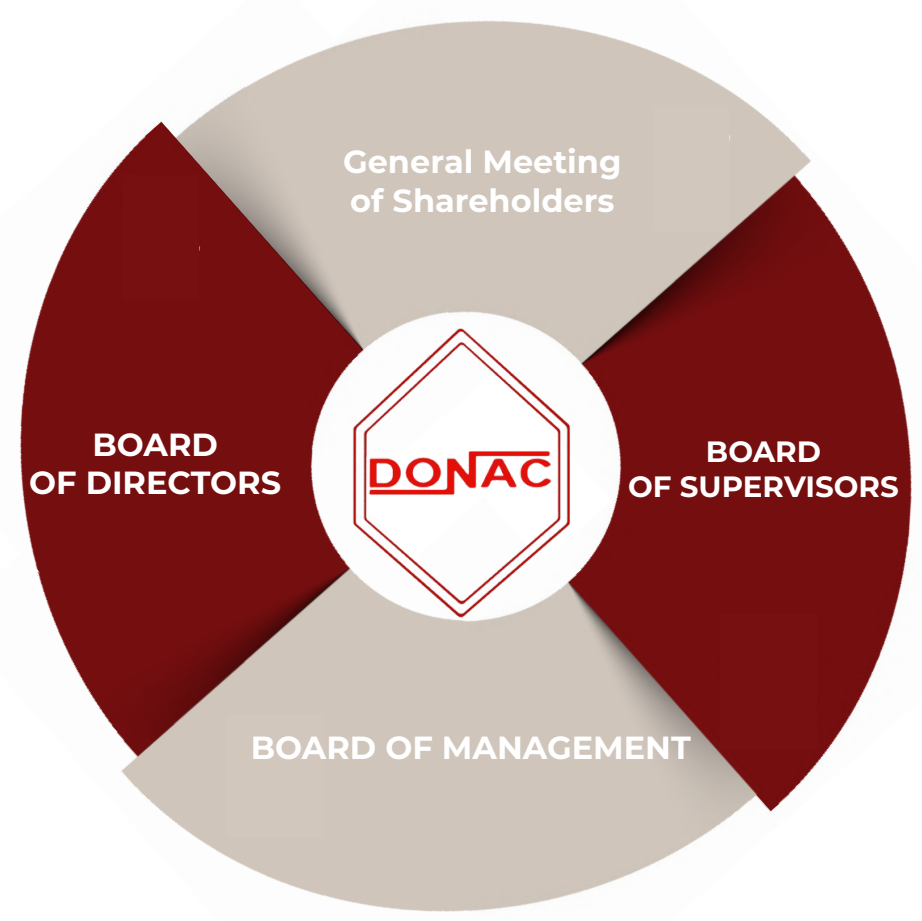 General Meeting
of Shareholders
BOARD
OF DIRECTORS
DONAC
BOARD
OF SUPERVISORS
BOARD OF MANAGEMENT